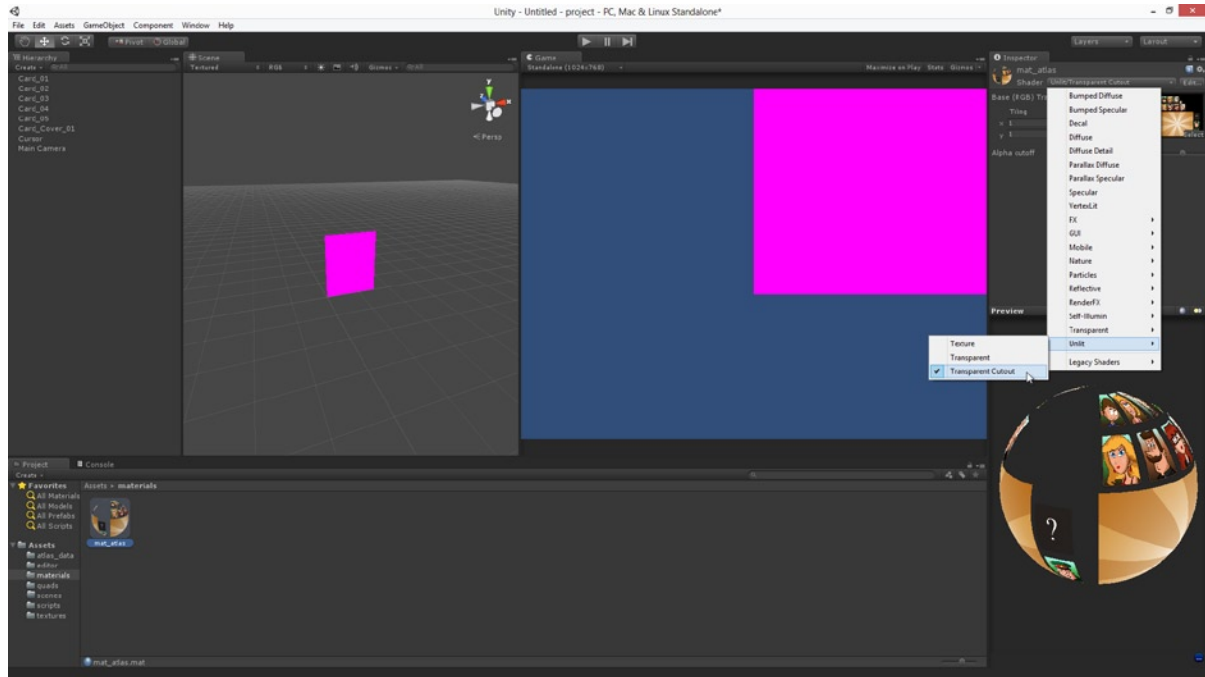 Unity - Untitled - project - PC, Mac & Linux Standalone*
File Edit Assets GameObject Component Window Help
Pivot Global
Layers Layout
Hierarchy
Create All
Card_01
Card_02
Card_03
Card_04
Card_05
Card_Cover_01
Cursor
Main Camera
Scene
Textured RGB Gizmos All
y
z
x
Persp
Game
Standalone (1024x768) Maximize on Play Stats Gizmos
Inspector
mat_atlas
Shader Unlit/Transparent Cutout Edit...
Base (RGB) Tra
Tiling
x 1
y 1
Select
Alpha cutoff
Bumped Diffuse
Bumped Specular
Decal
Diffuse
Diffuse Detail
Parallax Diffuse
Parallax Specular
Specular
VertexLit
FX
GUI
Mobile
Nature
Particles
Reflective
RenderFX
Self-Illumin
Transparent
Unlit
Legacy Shaders
Texture
Transparent
Transparent Cutout
Preview
?
Project Console
Create
Favorites
All Materials
All Models
All Prefabs
All Scripts
Assets
atlas_data
editor
materials
quads
scenes
scripts
textures
Assets materials
mat_atlas
mat_atlas.mat